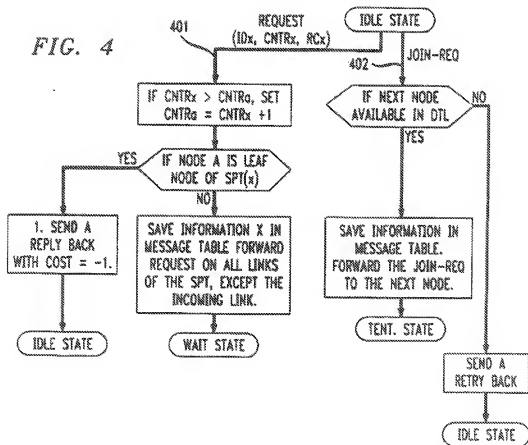 FIG. 4
401
REQUEST
(IDx, CNTRx, RCx)
IDLE STATE
402
JOIN-REQ
IF CNTRx > CNTRa, SET
CNTRa = CNTRx +1
IF NEXT NODE
AVAILABLE IN DTL
NO
YES
YES
IF NODE A IS LEAF
NODE OF SPT(x)
NO
1. SEND A
REPLY BACK
WITH COST = -1.
SAVE INFORMATION X IN
MESSAGE TABLE FORWARD
REQUEST ON ALL LINKS
OF THE SPT, EXCEPT THE
INCOMING LINK.
SAVE INFORMATION IN
MESSAGE TABLE.
FORWARD THE JOIN-REQ
TO THE NEXT NODE.
IDLE STATE
WAIT STATE
TENT. STATE
SEND A
RETRY BACK
IDLE STATE